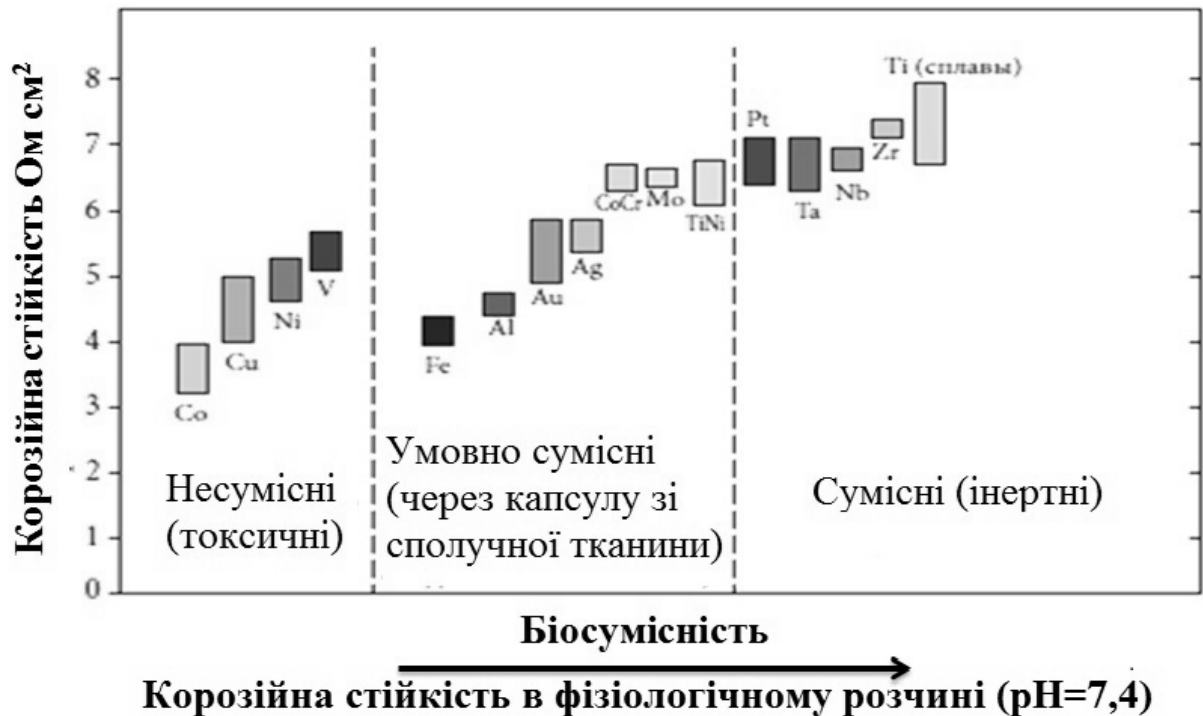 Корозійна стійкість Ом см²
8
7
6
5
4
3
2
1
0
Co
Cu
Ni
V
Fe
Al
Au
Ag
CoCr
Mo
TiNi
Pt
Ta
Nb
Zr
Ti (сплавы)
Несумісні
(токсичні)
Умовно сумісні
(через капсулу зі
сполучної тканини)
Сумісні (інертні)
Біосумісність
Корозійна стійкість в фізіологічному розчині (pH=7,4)